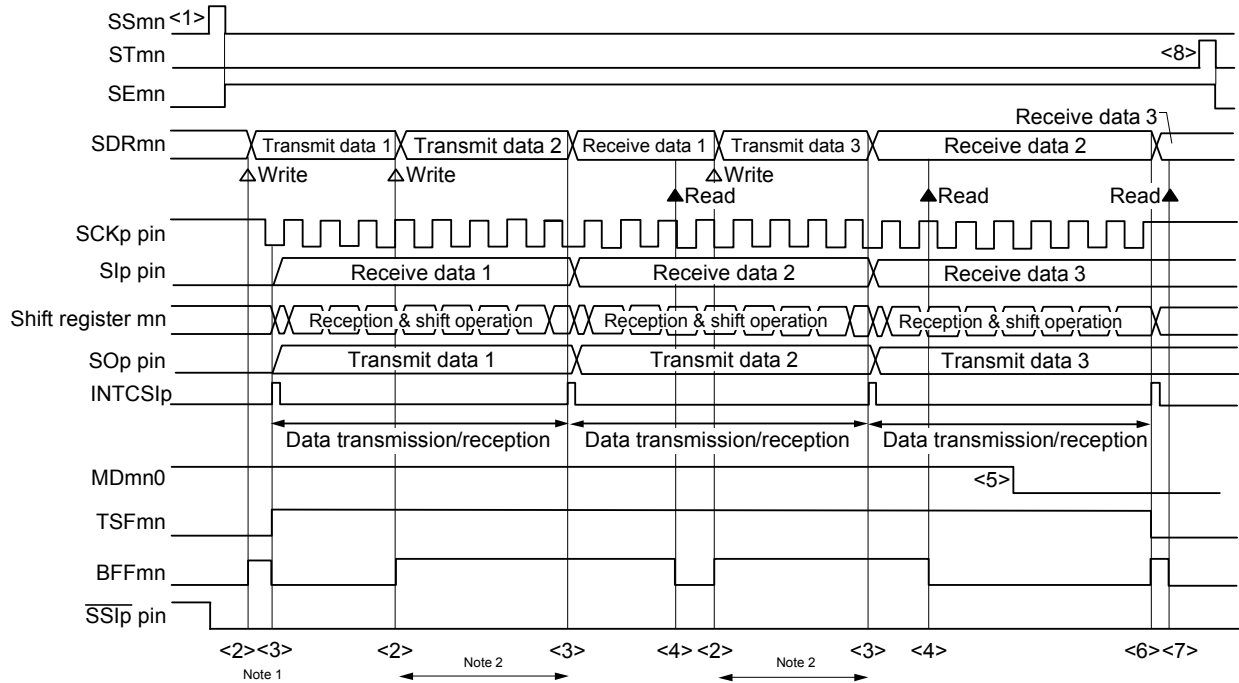 SSmn <1>
STmn <8>
SEmn
Receive data 3
SDRmn Transmit data 1 Transmit data 2 Receive data 1 Transmit data 3 Receive data 2
Write Write Write
Read Read Read
SCKp pin
SIp pin Receive data 1 Receive data 2 Receive data 3
Shift register mn Reception & shift operation Reception & shift operation Reception & shift operation
SOp pin Transmit data 1 Transmit data 2 Transmit data 3
INTCSIp
Data transmission/reception Data transmission/reception Data transmission/reception
MDmn0 <5>
TSFmn
BFFmn
SSIp pin
<2> <3> <2> <3> <4> <2> <3> <4> <6> <7>
Note 1 Note 2 Note 2